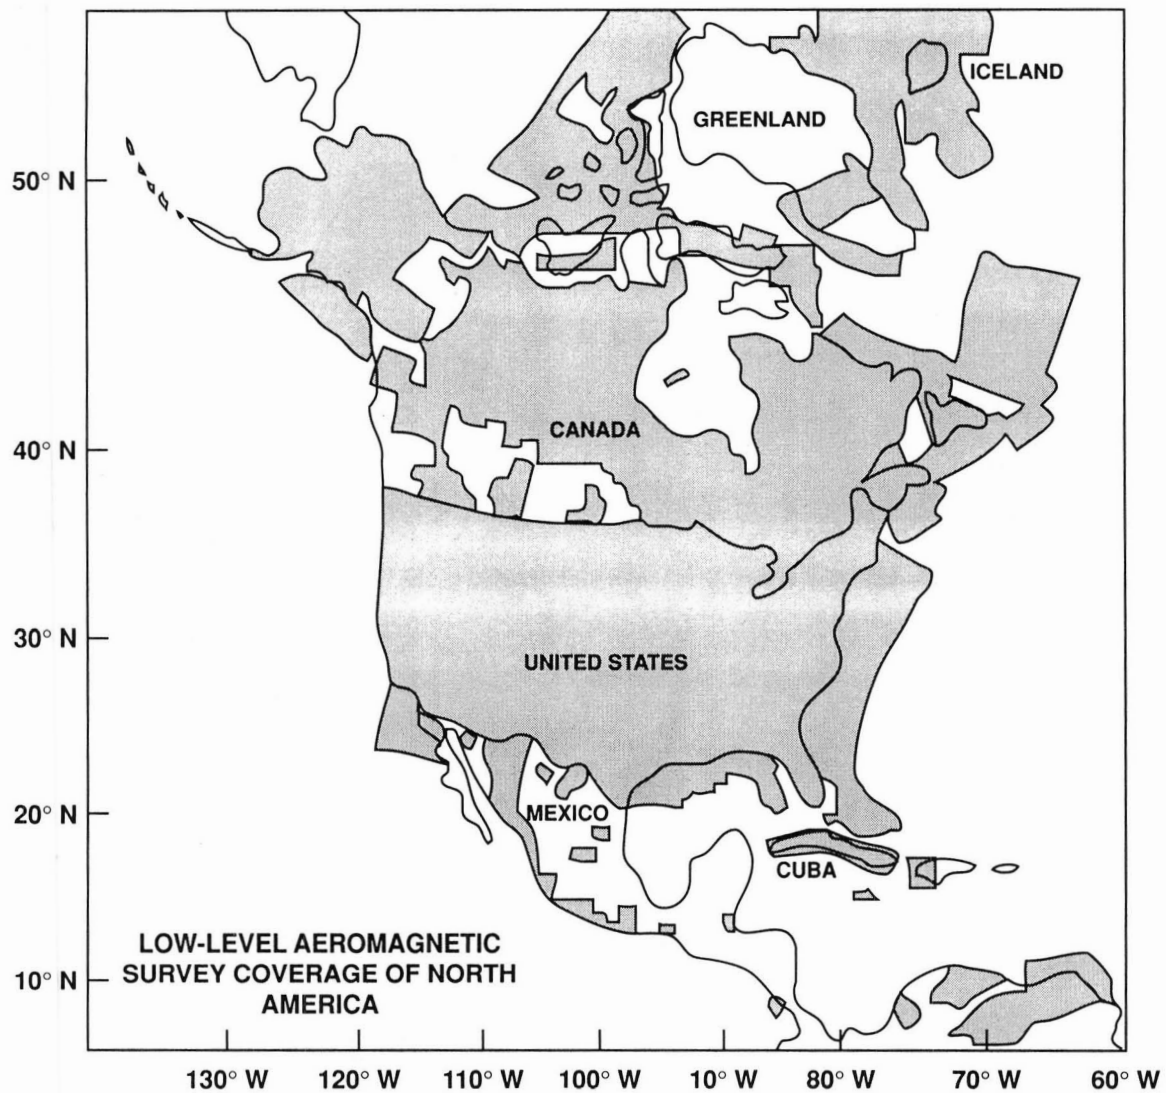 ICELAND
GREENLAND
50° N
CANADA
40° N
30° N
UNITED STATES
20° N
MEXICO
CUBA
LOW-LEVEL AEROMAGNETIC
SURVEY COVERAGE OF NORTH
AMERICA
10° N
130° W 120° W 110° W 100° W 10° W 80° W 70° W 60° W